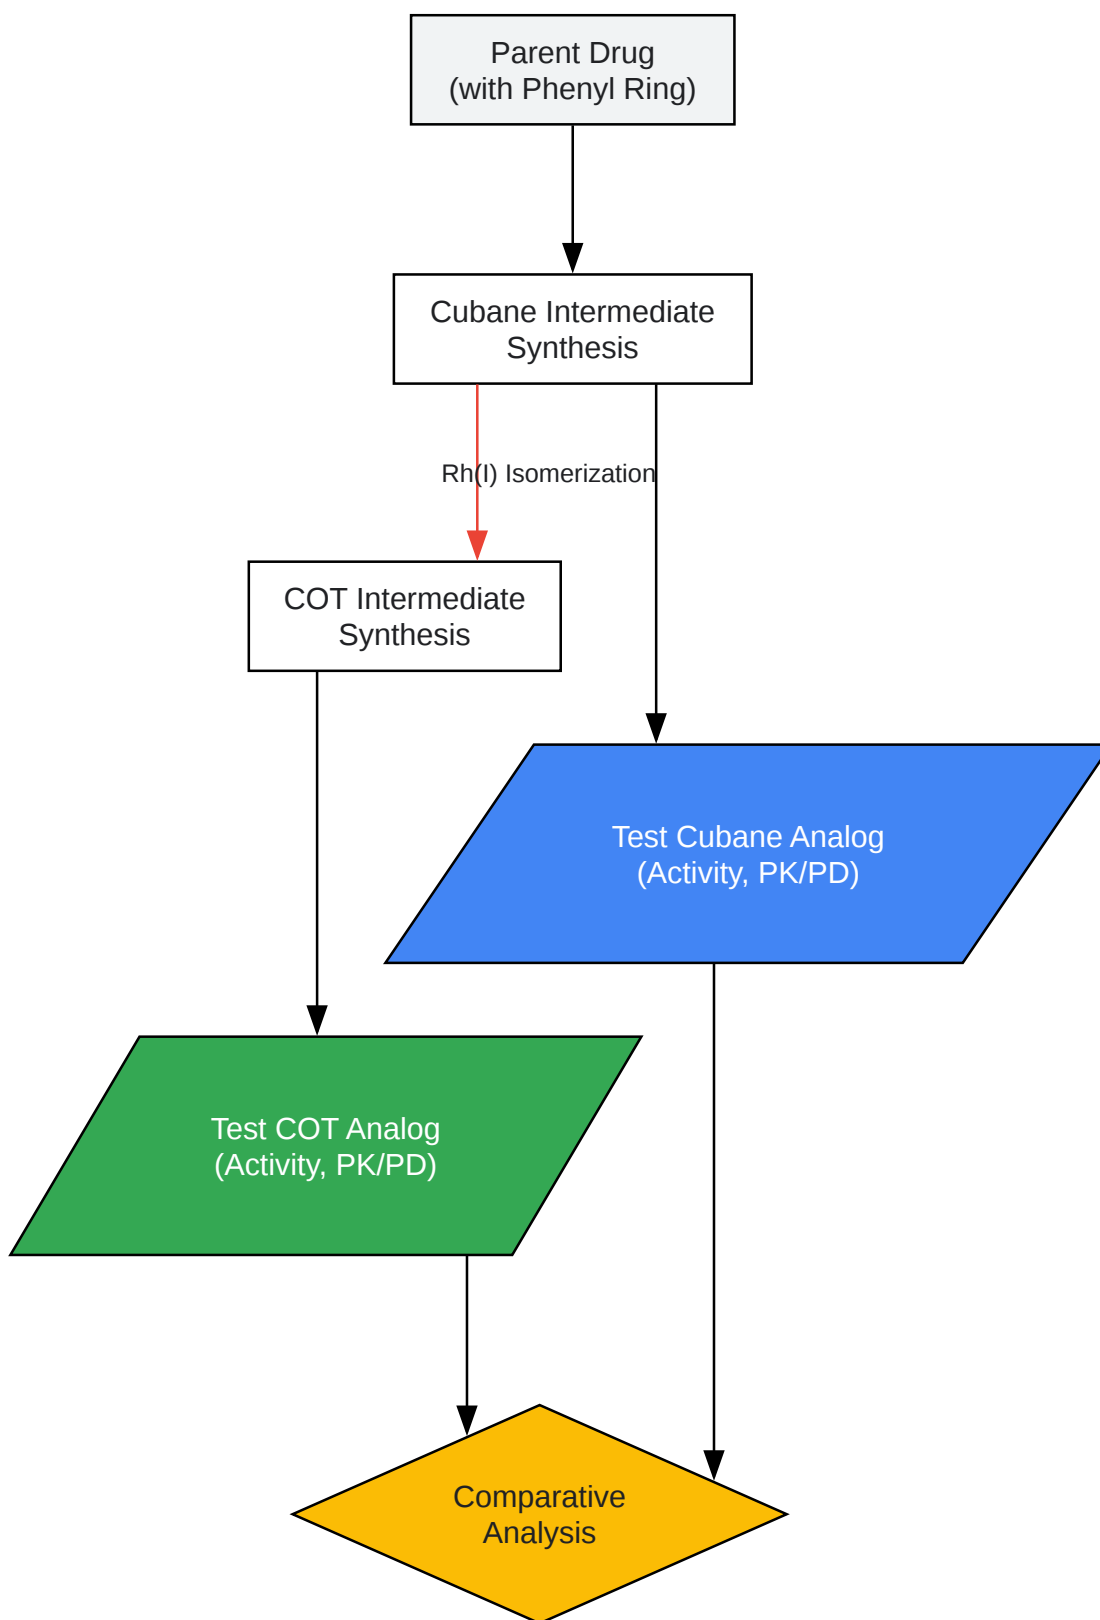 Parent Drug
(with Phenyl Ring)
Cubane Intermediate
Synthesis
Rh(I) Isomerization
COT Intermediate
Synthesis
Test Cubane Analog
(Activity, PK/PD)
Test COT Analog
(Activity, PK/PD)
Comparative
Analysis